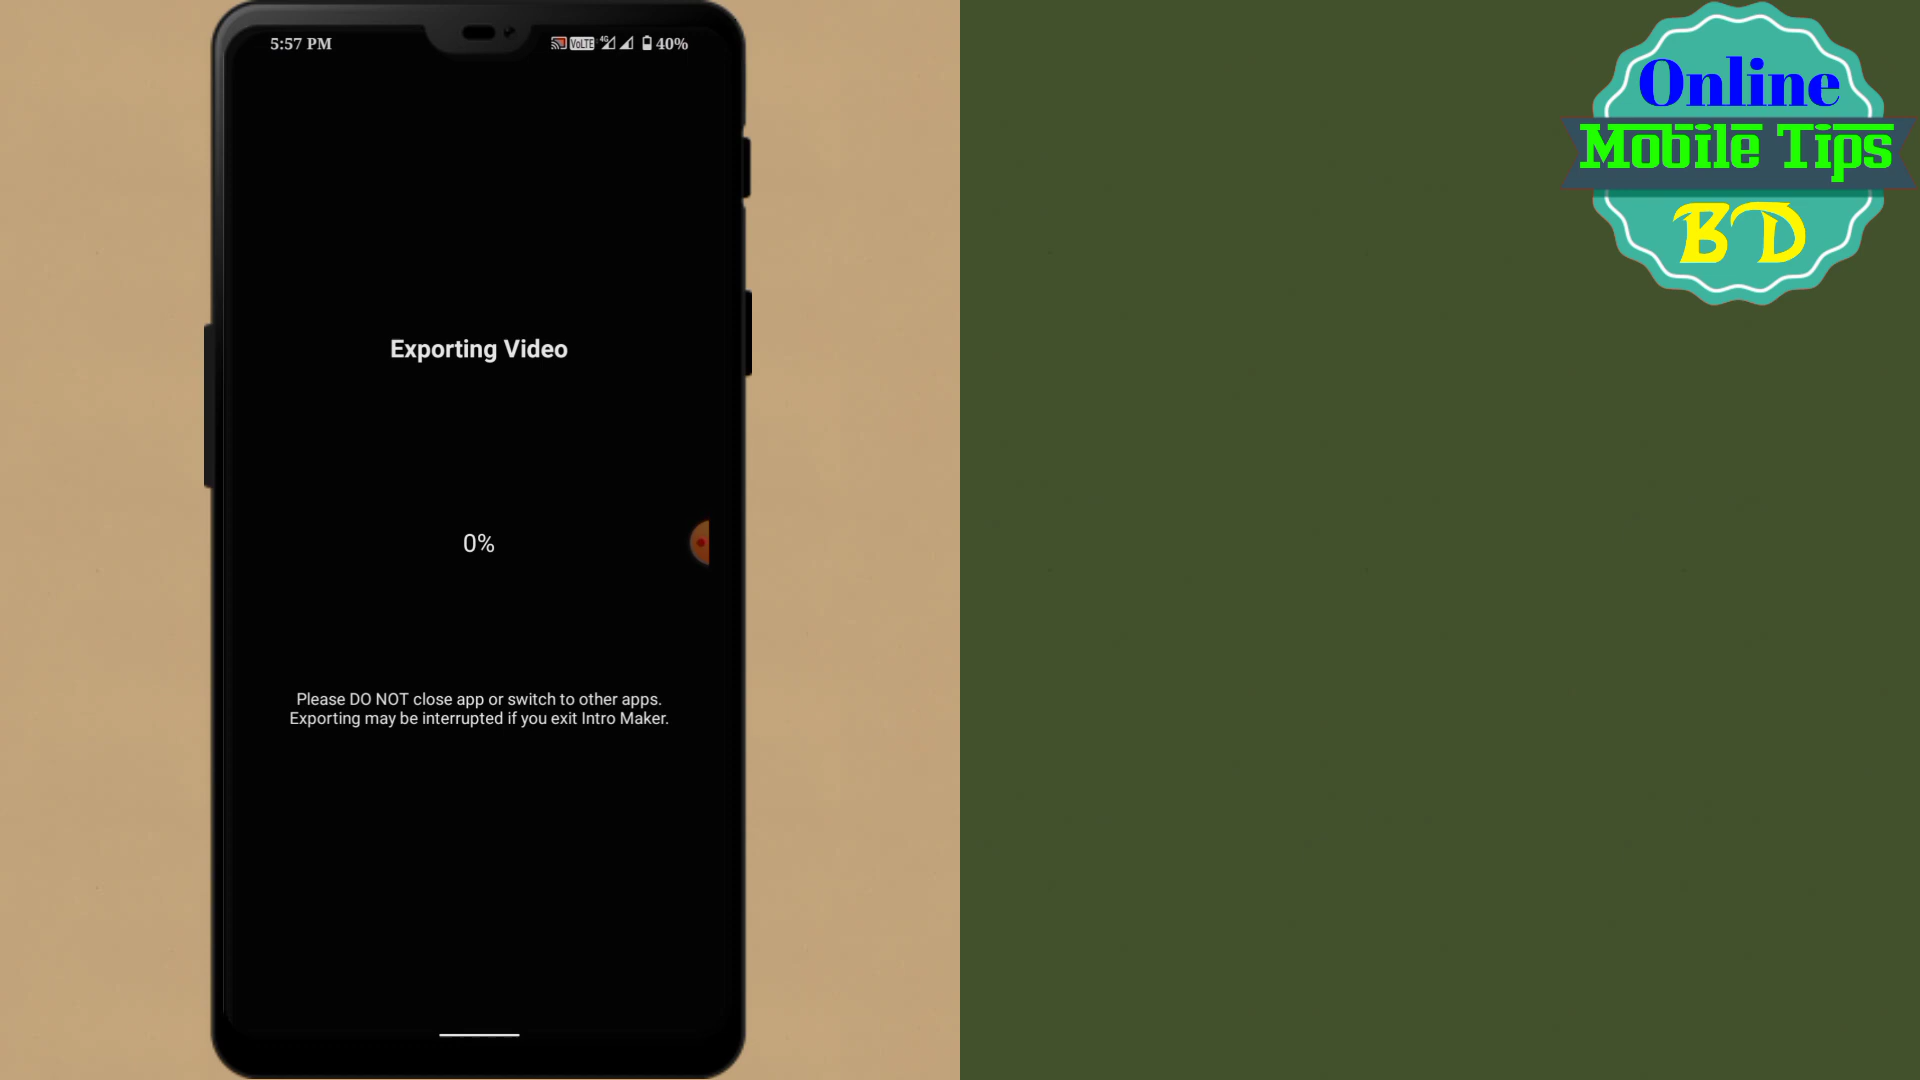 5:57 PM
VoLTE 4G 40%
Exporting Video
0%
Please DO NOT close app or switch to other apps.
Exporting may be interrupted if you exit Intro Maker.
Online
Mobile Tips
BD